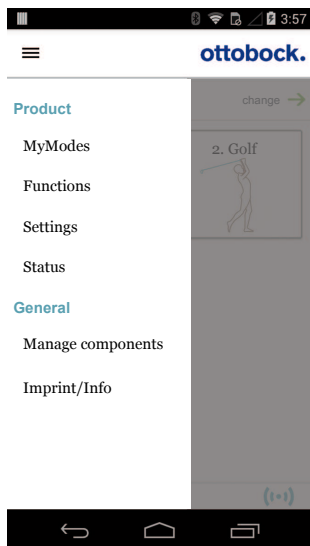 3:57
ottobock.
change
Product
MyModes
2. Golf
Functions
Settings
Status
General
Manage components
Imprint/Info